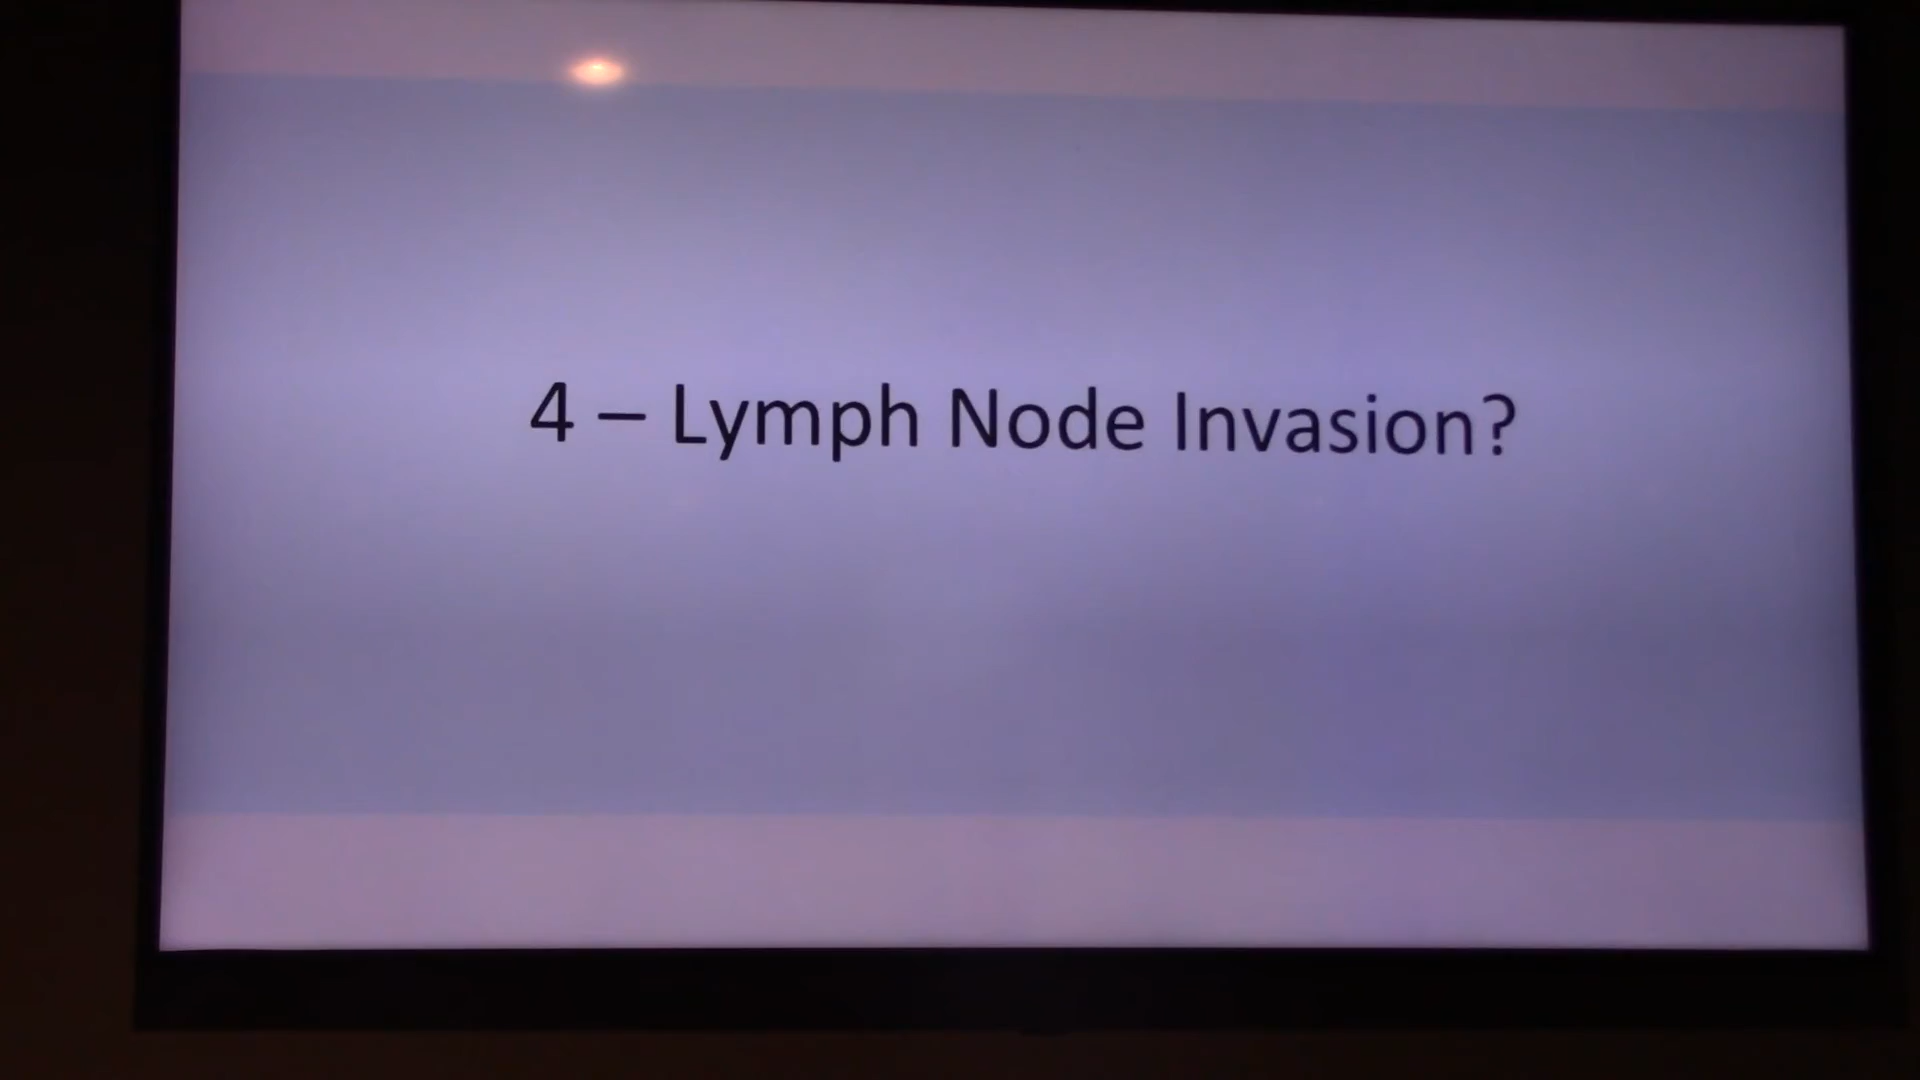 4 – Lymph Node Invasion?